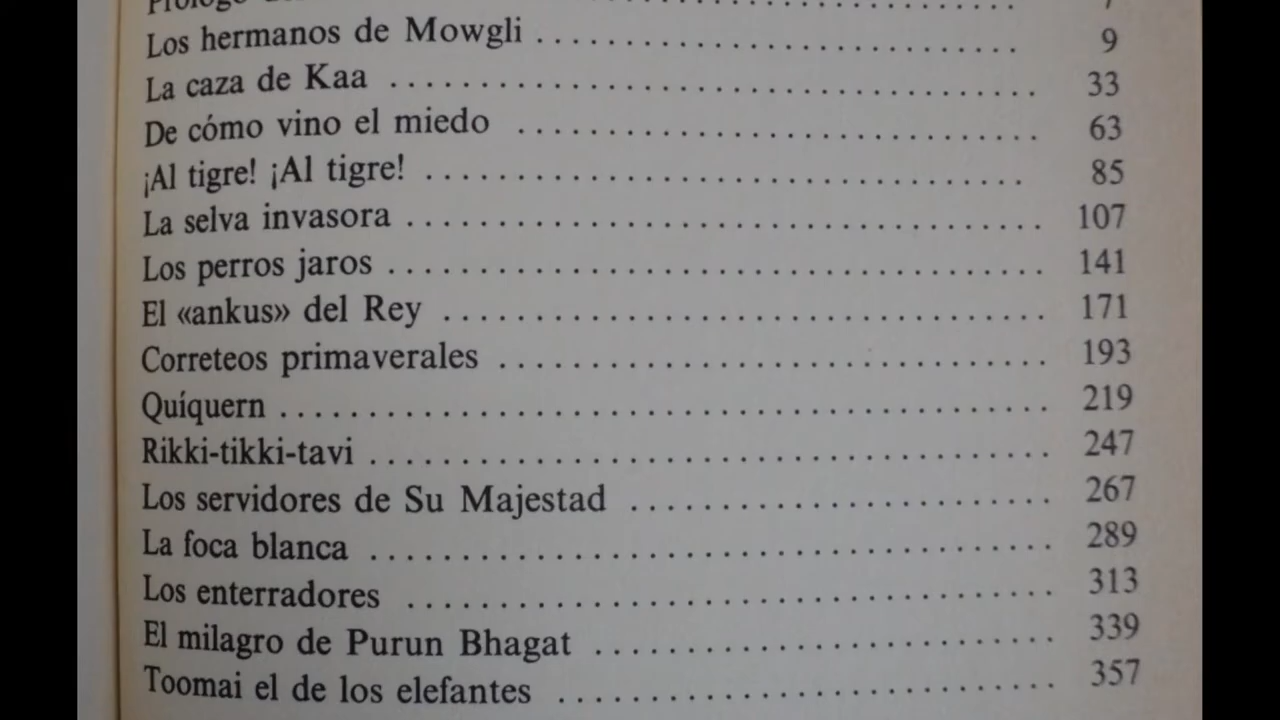 Prólogo
Los hermanos de Mowgli . . . . . . . . . . . . . . . . . . . . . . . . . . . . 9
La caza de Kaa . . . . . . . . . . . . . . . . . . . . . . . . . . . . . . . . . . . . 33
De cómo vino el miedo . . . . . . . . . . . . . . . . . . . . . . . . . . . . . 63
¡Al tigre! ¡Al tigre! . . . . . . . . . . . . . . . . . . . . . . . . . . . . . . . . . 85
La selva invasora . . . . . . . . . . . . . . . . . . . . . . . . . . . . . . . . . . . 107
Los perros jaros . . . . . . . . . . . . . . . . . . . . . . . . . . . . . . . . . . . . 141
El «ankus» del Rey . . . . . . . . . . . . . . . . . . . . . . . . . . . . . . . . . 171
Correteos primaverales . . . . . . . . . . . . . . . . . . . . . . . . . . . . . . 193
Quíquern . . . . . . . . . . . . . . . . . . . . . . . . . . . . . . . . . . . . . . . . . . 219
Rikki-tikki-tavi . . . . . . . . . . . . . . . . . . . . . . . . . . . . . . . . . . . . . 247
Los servidores de Su Majestad . . . . . . . . . . . . . . . . . . . . . . . 267
La foca blanca . . . . . . . . . . . . . . . . . . . . . . . . . . . . . . . . . . . . . 289
Los enterradores . . . . . . . . . . . . . . . . . . . . . . . . . . . . . . . . . . . 313
El milagro de Purun Bhagat . . . . . . . . . . . . . . . . . . . . . . . . . 339
Toomai el de los elefantes . . . . . . . . . . . . . . . . . . . . . . . . . . . 357